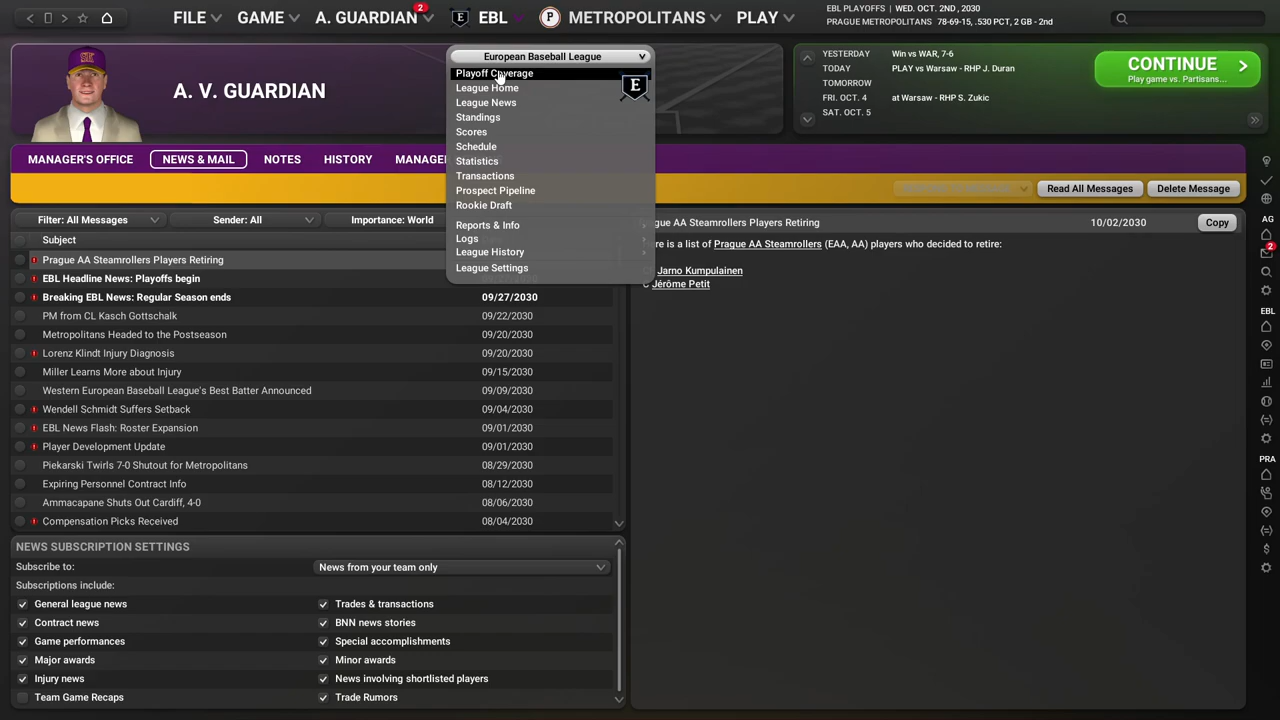 FILE
GAME
A. GUARDIAN
2
E
EBL
P
METROPOLITANS
PLAY
EBL PLAYOFFS | WED. OCT. 2ND, 2030
PRAGUE METROPOLITANS 78-69-15, .530 PCT, 2 GB - 2nd
A. V. GUARDIAN
European Baseball League
Playoff Coverage
League Home
League News
Standings
Scores
Schedule
Statistics
Transactions
Prospect Pipeline
Rookie Draft
Reports & Info
Logs
League History
League Settings
E
YESTERDAY Win vs WAR, 7-6
TODAY PLAY vs Warsaw - RHP J. Duran
TOMORROW
FRI. OCT. 4 at Warsaw - RHP S. Zukic
SAT. OCT. 5
CONTINUE
Play game vs. Partisans...
MANAGER'S OFFICE
NEWS & MAIL
NOTES
HISTORY
Read All Messages
Delete Message
Filter: All Messages
Sender: All
Importance: World
Subject
Prague AA Steamrollers Players Retiring
EBL Headline News: Playoffs begin
Breaking EBL News: Regular Season ends 09/27/2030
PM from CL Kasch Gottschalk 09/22/2030
Metropolitans Headed to the Postseason 09/20/2030
Lorenz Klindt Injury Diagnosis 09/20/2030
Miller Learns More about Injury 09/15/2030
Western European Baseball League's Best Batter Announced 09/09/2030
Wendell Schmidt Suffers Setback 09/04/2030
EBL News Flash: Roster Expansion 09/01/2030
Player Development Update 09/01/2030
Piekarski Twirls 7-0 Shutout for Metropolitans 08/29/2030
Expiring Personnel Contract Info 08/12/2030
Ammacapane Shuts Out Cardiff, 4-0 08/06/2030
Compensation Picks Received 08/04/2030
AA Steamrollers Players Retiring 10/02/2030
Copy
is a list of Prague AA Steamrollers (EAA, AA) players who decided to retire:
Jarno Kumpulainen
C Jérôme Petit
NEWS SUBSCRIPTION SETTINGS
Subscribe to: News from your team only
Subscriptions include:
General league news Trades & transactions
Contract news BNN news stories
Game performances Special accomplishments
Major awards Minor awards
Injury news News involving shortlisted players
Team Game Recaps Trade Rumors
AG
2
EBL
PRA